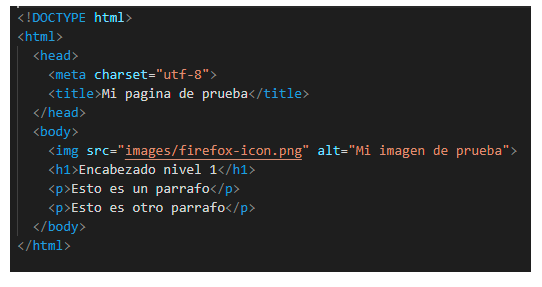 <!DOCTYPE html>
<html>
<head>
<meta charset="utf-8">
<title>Mi pagina de prueba</title>
</head>
<body>
<img src="images/firefox-icon.png" alt="Mi imagen de prueba">
<h1>Encabezado nivel 1</h1>
<p>Esto es un parrafo</p>
<p>Esto es otro parrafo</p>
</body>
</html>